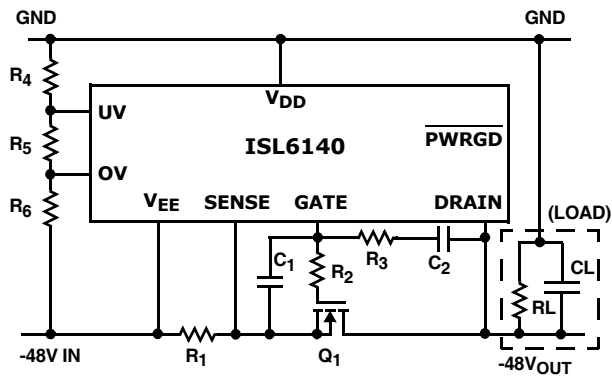 GND
GND
R4
R5
R6
UV
OV
VDD
ISL6140
PWRGD
VEE
SENSE
GATE
DRAIN
(LOAD)
C1
R2
R3
C2
CL
RL
-48V IN
R1
Q1
-48VOUT